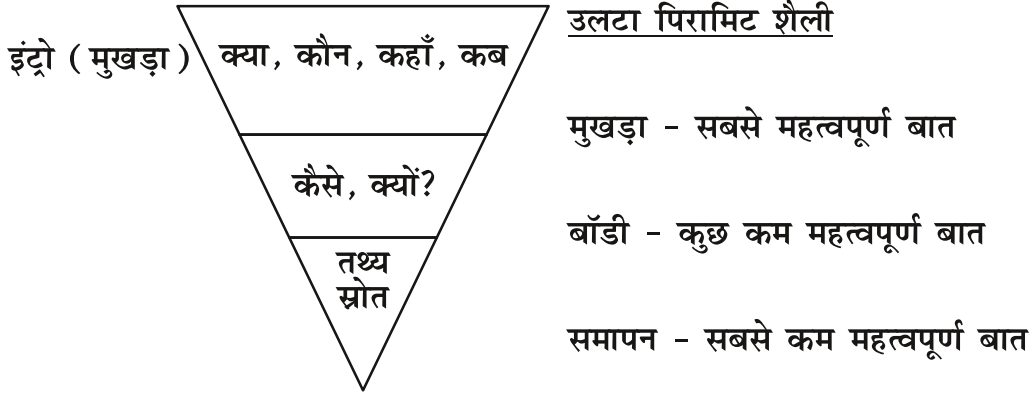 उलटा पिरामिट शैली
इंट्रो ( मुखड़ा )
क्या, कौन, कहाँ, कब
मुखड़ा – सबसे महत्वपूर्ण बात
कैसे, क्यों?
बॉडी – कुछ कम महत्वपूर्ण बात
तथ्य
स्रोत
समापन – सबसे कम महत्वपूर्ण बात